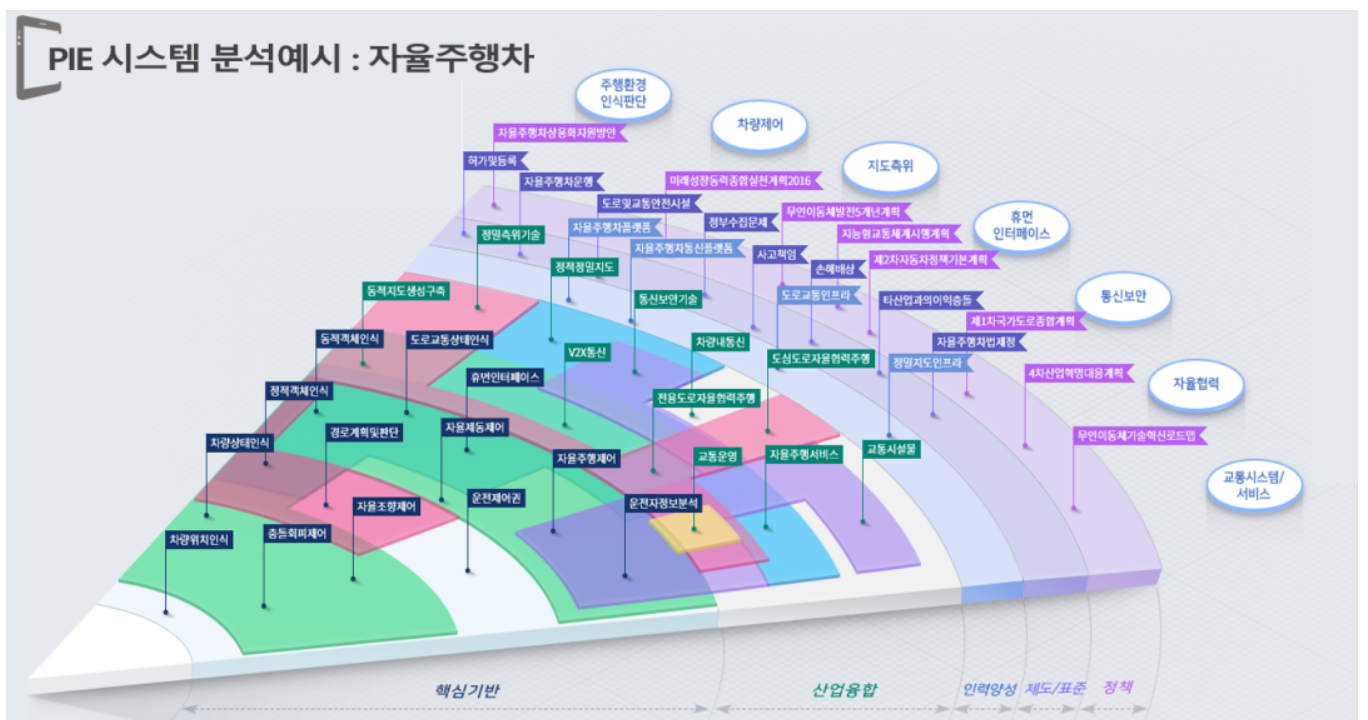 PIE 시스템 분석예시 : 자율주행차
주행환경
인식판단
차량제어
자율주행차상용화지원방안
허가및등록
지도측위
자율주행차운행
미래성장동력종합실천계획2016
도로및교통안전시설
무인이동체발전5개년계획
정부수집문제
휴먼
인터페이스
자율주행차플랫폼
정밀측위기술
지능형교통체계시행계획
자율주행차통신플랫폼
사고책임
제2차자동차정책기본계획
정적정밀지도
손해배상
동적지도생성구축
통신보안
도로교통인프라
통신보안기술
타산업과의이익충돌
제1차국가도로종합계획
동적객체인식
도로교통상태인식
차량내통신
자율주행차법제정
V2X통신
도심도로자율협력주행
정밀지도인프라
휴먼인터페이스
4차산업혁명대응계획
자율협력
정적객체인식
전용도로자율협력주행
경로계획및판단
자율제동제어
무인이동체기술혁신로드맵
차량상태인식
자율주행제어
교통운영
자율주행서비스
교통시설물
교통시스템/
서비스
자율조향제어
운전제어권
운전자정보분석
차량위치인식
충돌회피제어
핵심기반
산업융합
인력양성
제도/표준
정책